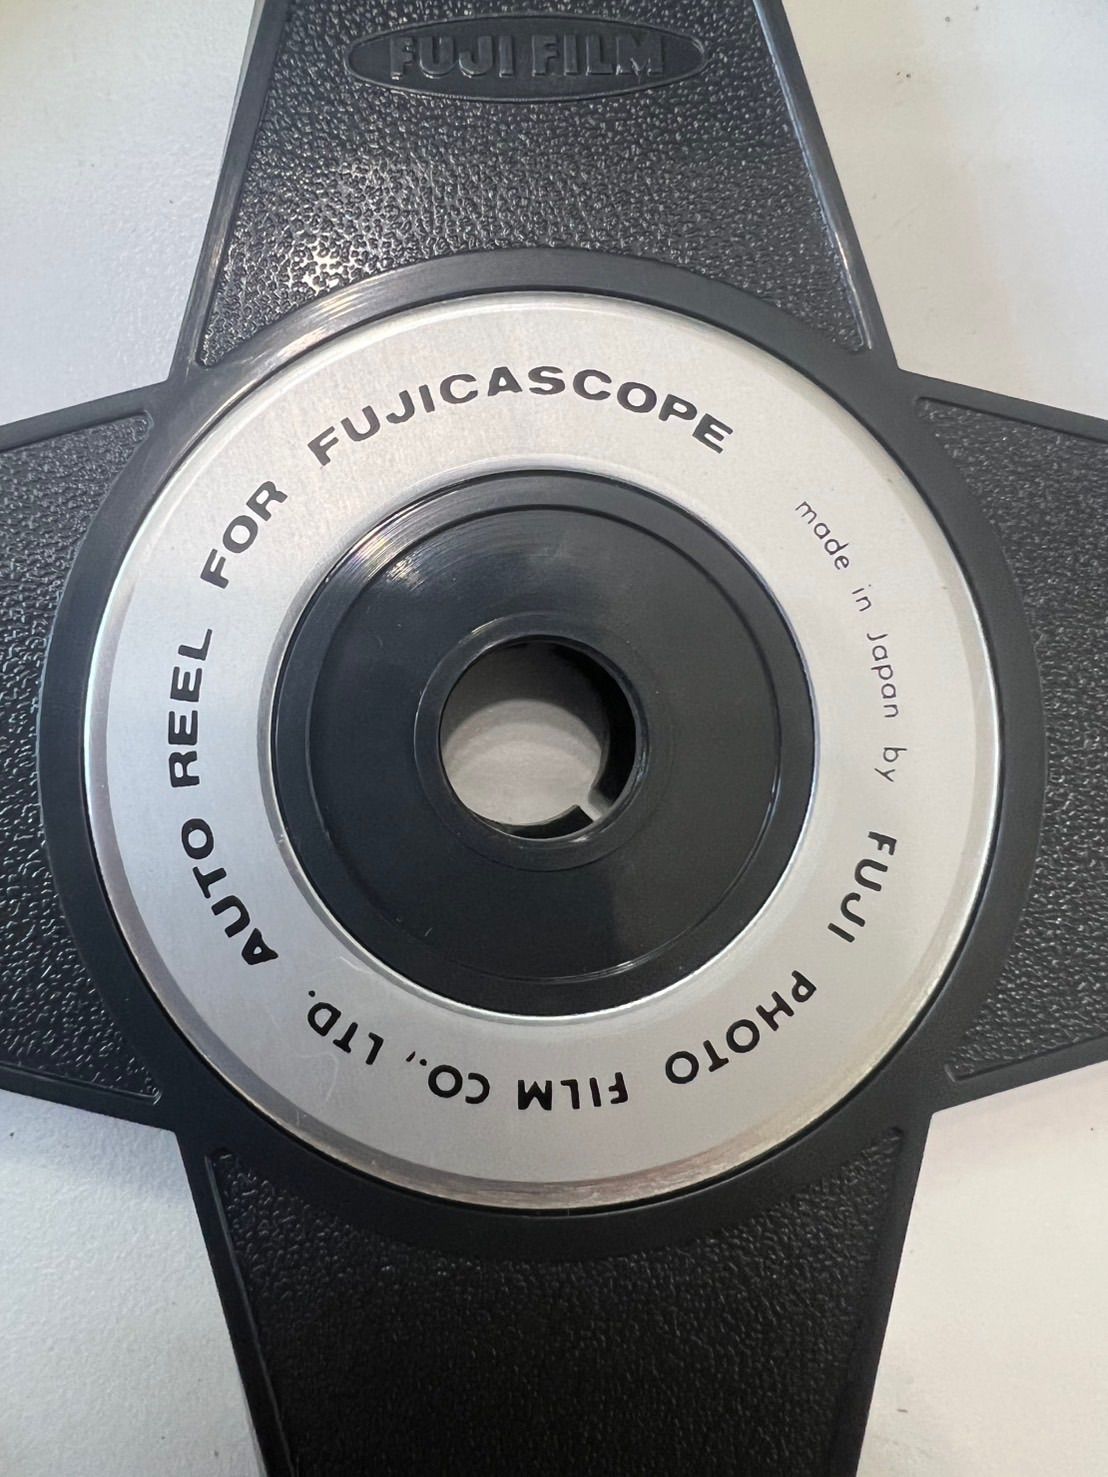 FUJI FILM
AUTO REEL FOR FUJICASCOPE
made in Japan by FUJI PHOTO FILM CO., LTD.